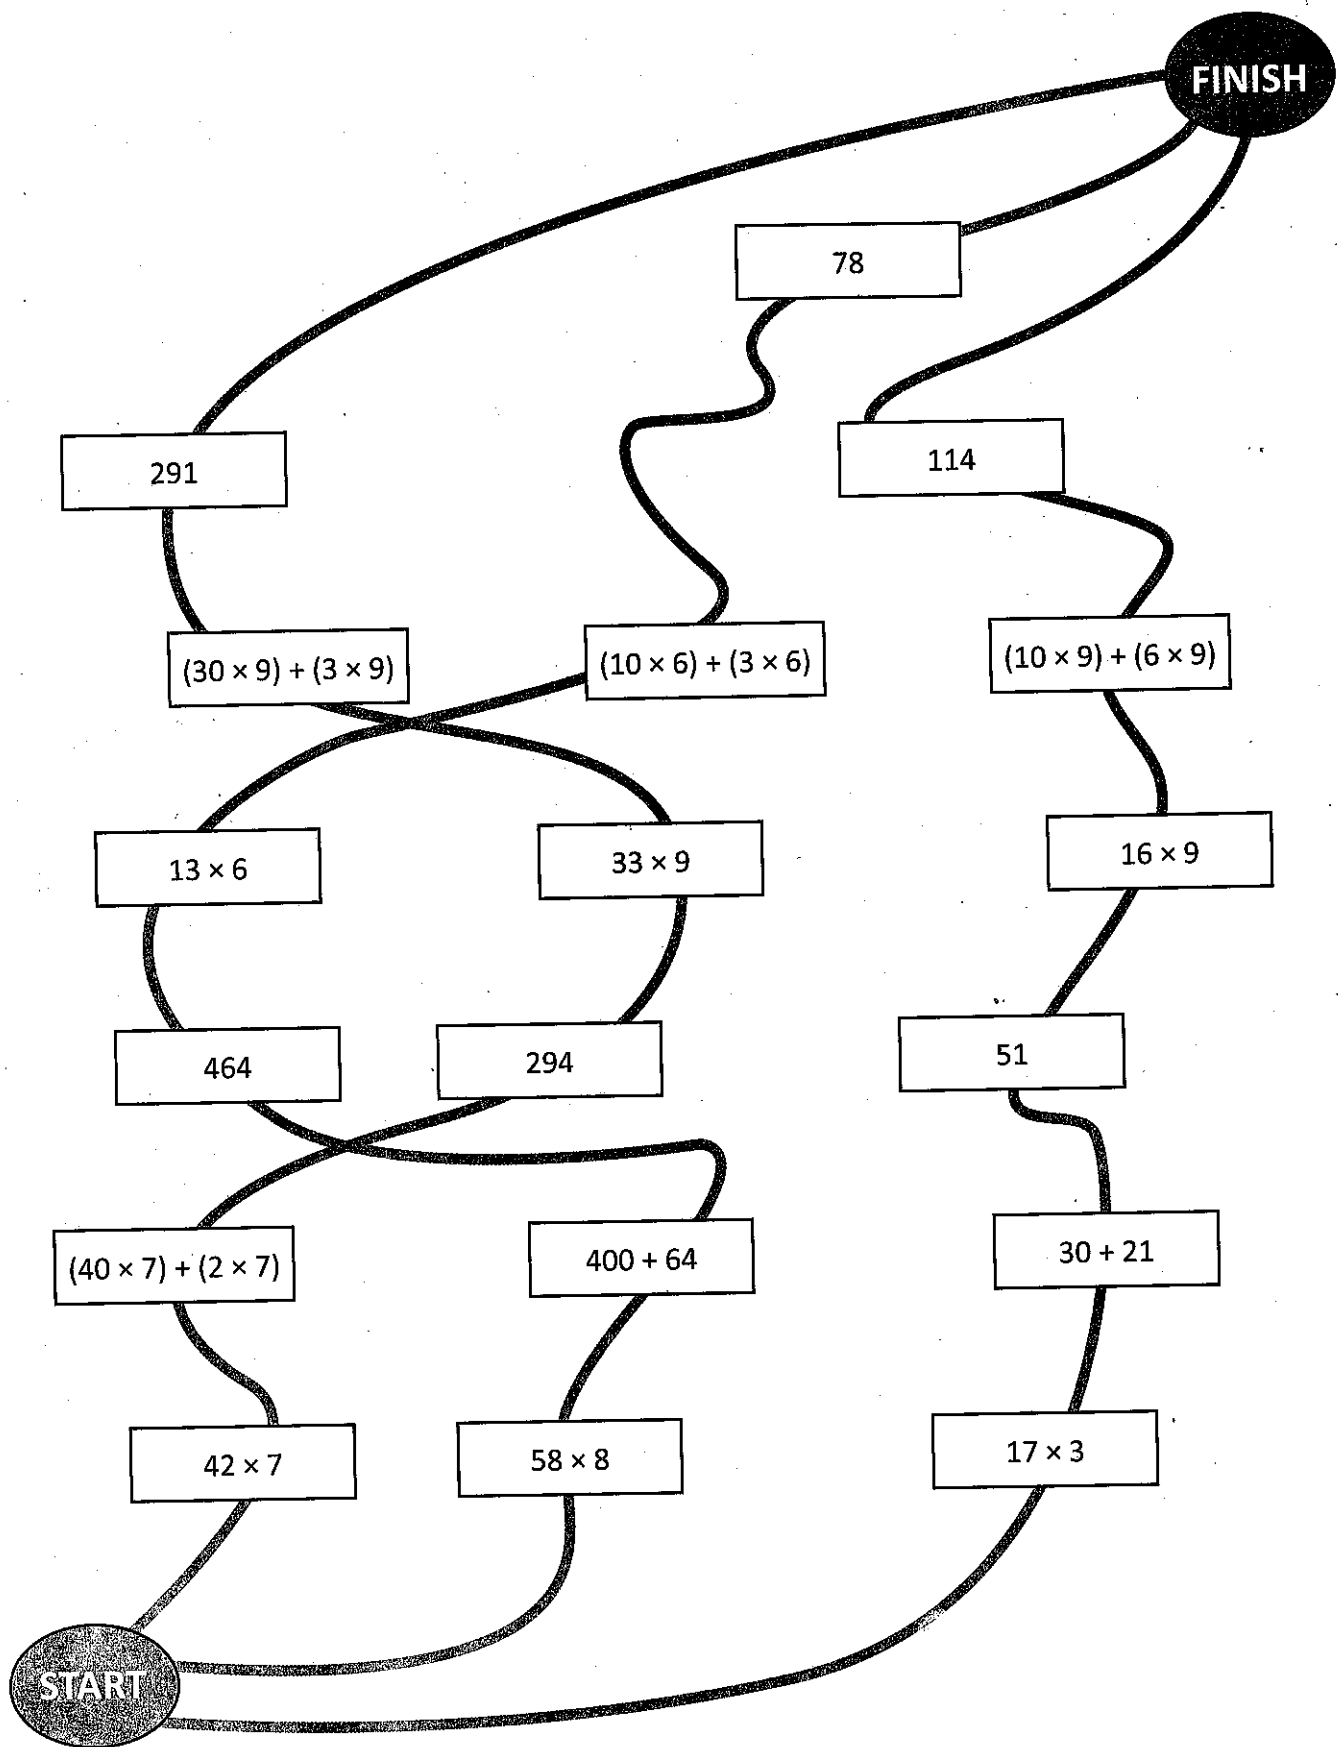 FINISH
78
291
114
(30 × 9) + (3 × 9)
(10 × 6) + (3 × 6)
(10 × 9) + (6 × 9)
13 × 6
33 × 9
16 × 9
464
294
51
(40 × 7) + (2 × 7)
400 + 64
30 + 21
42 × 7
58 × 8
17 × 3
START